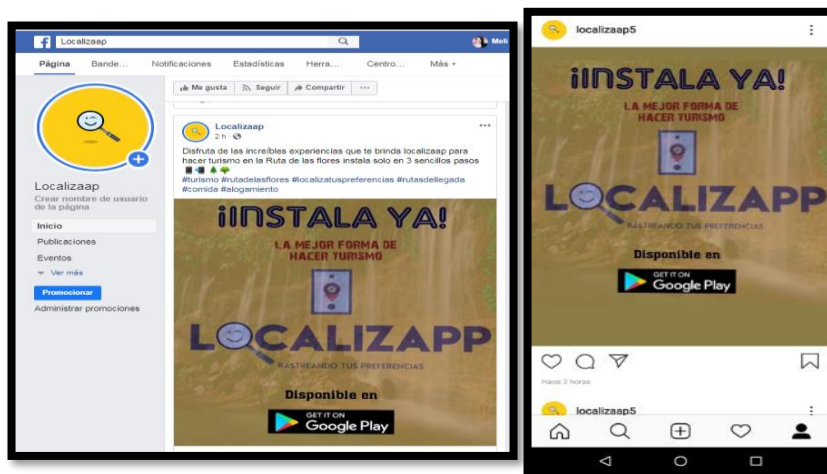 Localizaap
Meli
Página Bande... Notificaciones Estadísticas Herra... Centro... Más
Me gusta Seguir Compartir ...
Localizaap
Crear nombre de usuario
de la página
Inicio
Publicaciones
Eventos
Ver más
Promocionar
Administrar promociones
Localizaap
2 h
Disfruta de las increíbles experiencias que te brinda localizaap para
hacer turismo en la Ruta de las flores instala solo en 3 sencillos pasos
#turismo #rutadelasflores #localizatuspreferencias #rutasdellegada
#comida #alogamiento
¡INSTALA YA!
LA MEJOR FORMA DE
HACER TURISMO
LOCALIZAPP
RASTREANDO TUS PREFERENCIAS
Disponible en
GET IT ON
Google Play
localizaap5
¡INSTALA YA!
LA MEJOR FORMA DE
HACER TURISMO
LOCALIZAPP
RASTREANDO TUS PREFERENCIAS
Disponible en
GET IT ON
Google Play
Hace 2 horas
localizaap5